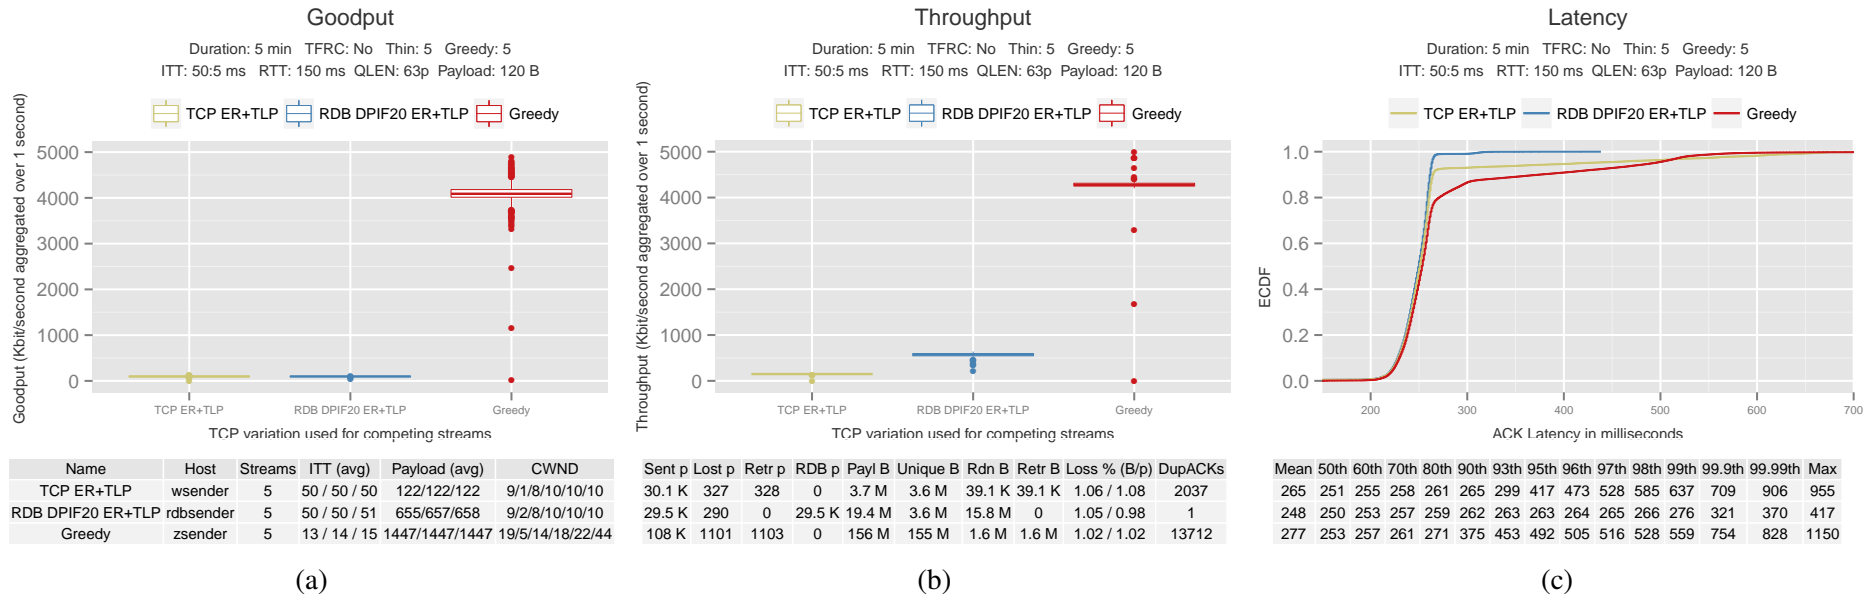 Goodput
Duration: 5 min TFRC: No Thin: 5 Greedy: 5
ITT: 50:5 ms RTT: 150 ms QLEN: 63p Payload: 120 B
TCP ER+TLP RDB DPIF20 ER+TLP Greedy
Goodput (Kbit/second aggregated over 1 second)
5000
4000
3000
2000
1000
0
TCP ER+TLP RDB DPIF20 ER+TLP Greedy
TCP variation used for competing streams
Name Host Streams ITT (avg) Payload (avg) CWND
TCP ER+TLP wsender 5 50 / 50 / 50 122/122/122 9/1/8/10/10/10
RDB DPIF20 ER+TLP rdbsender 5 50 / 50 / 51 655/657/658 9/2/8/10/10/10
Greedy zsender 5 13 / 14 / 15 1447/1447/1447 19/5/14/18/22/44
(a)
Throughput
Duration: 5 min TFRC: No Thin: 5 Greedy: 5
ITT: 50:5 ms RTT: 150 ms QLEN: 63p Payload: 120 B
TCP ER+TLP RDB DPIF20 ER+TLP Greedy
Throughput (Kbit/second aggregated over 1 second)
5000
4000
3000
2000
1000
0
TCP ER+TLP RDB DPIF20 ER+TLP Greedy
TCP variation used for competing streams
Sent p Lost p Retr p RDB p Payl B Unique B Rdn B Retr B Loss % (B/p) DupACKs
30.1 K 327 328 0 3.7 M 3.6 M 39.1 K 39.1 K 1.06 / 1.08 2037
29.5 K 290 0 29.5 K 19.4 M 3.6 M 15.8 M 0 1.05 / 0.98 1
108 K 1101 1103 0 156 M 155 M 1.6 M 1.6 M 1.02 / 1.02 13712
(b)
Latency
Duration: 5 min TFRC: No Thin: 5 Greedy: 5
ITT: 50:5 ms RTT: 150 ms QLEN: 63p Payload: 120 B
TCP ER+TLP RDB DPIF20 ER+TLP Greedy
ECDF
1.0
0.8
0.6
0.4
0.2
0.0
200 300 400 500 600 700
ACK Latency in milliseconds
Mean 50th 60th 70th 80th 90th 93th 95th 96th 97th 98th 99th 99.9th 99.99th Max
265 251 255 258 261 265 299 417 473 528 585 637 709 906 955
248 250 253 257 259 262 263 263 264 265 266 276 321 370 417
277 253 257 261 271 375 453 492 505 516 528 559 754 828 1150
(c)